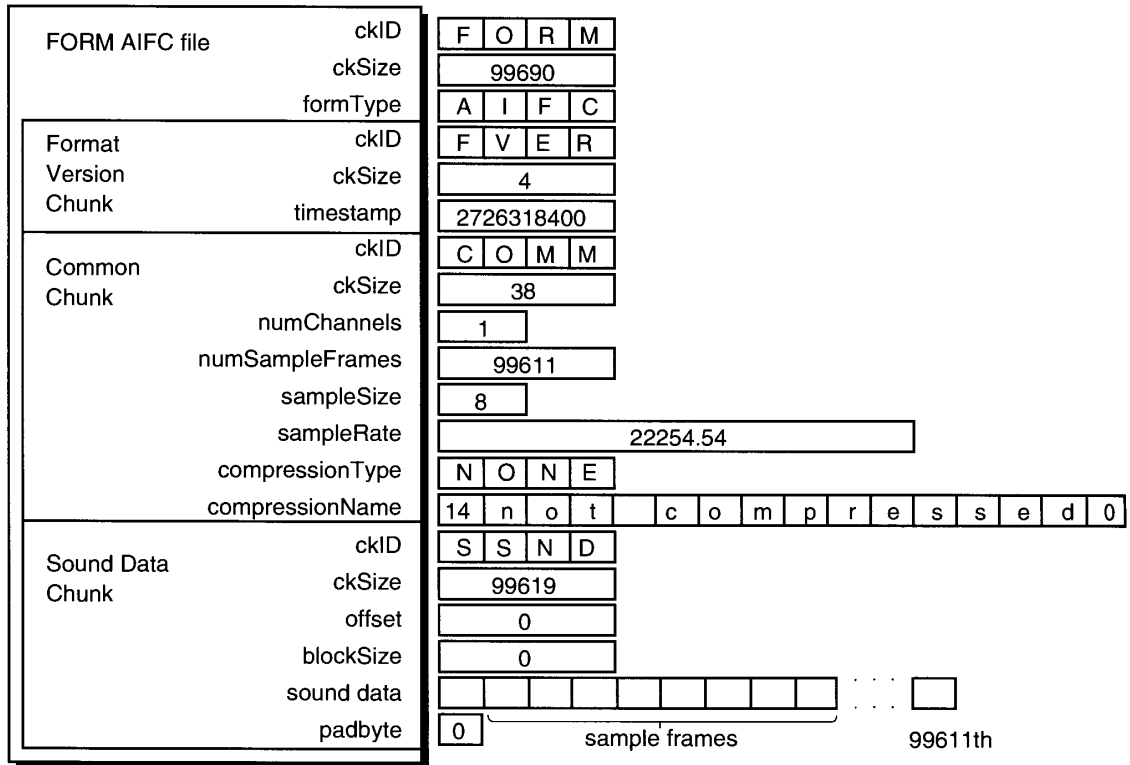 FORM AIFC file ckID F O R M
ckSize 99690
formType A I F C
Format ckID F V E R
Version ckSize 4
Chunk timestamp 2726318400
Common ckID C O M M
Chunk ckSize 38
numChannels 1
numSampleFrames 99611
sampleSize 8
sampleRate 22254.54
compressionType N O N E
compressionName 14 n o t c o m p r e s s e d 0
Sound Data ckID S S N D
Chunk ckSize 99619
offset 0
blockSize 0
sound data . . .
. . .
padbyte 0 sample frames 99611th